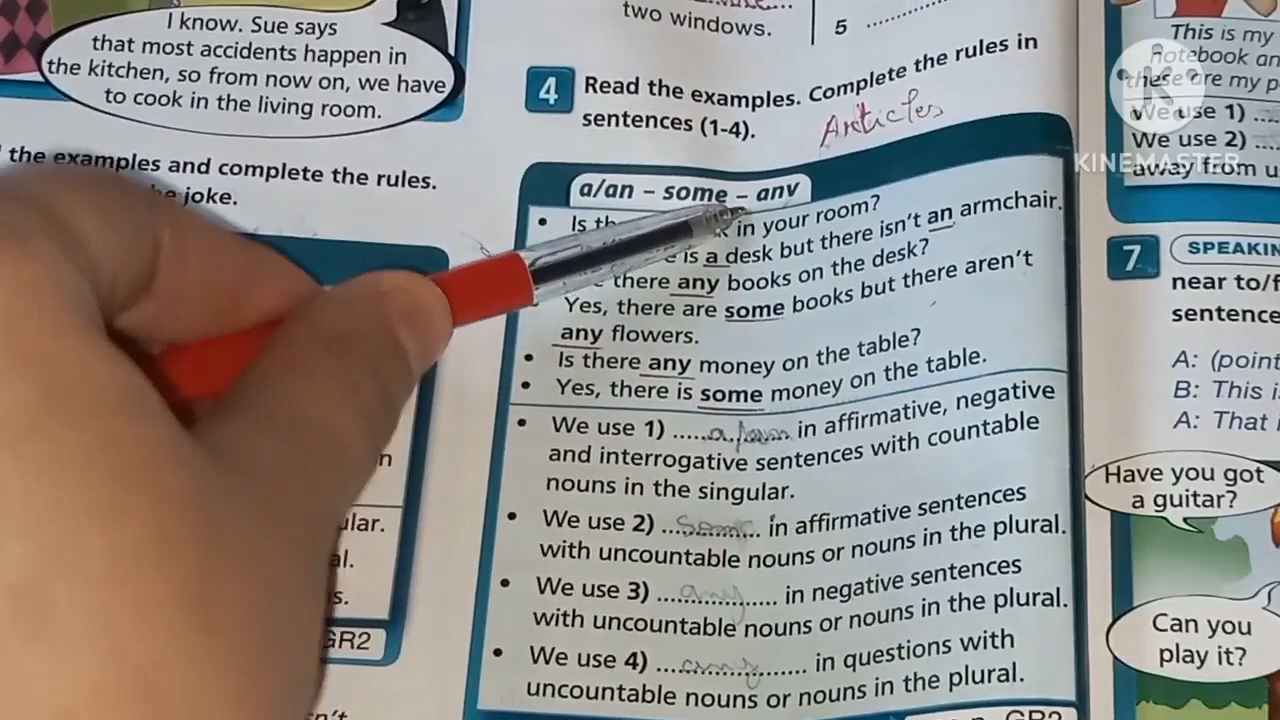 I know. Sue says
that most accidents happen in
the kitchen, so from now on, we have
to cook in the living room.
the examples and complete the rules.
joke.
ular.
al.
s.
GR2
two windows.
5
4 Read the examples. Complete the rules in
sentences (1-4).
Articles
a/an – some – any
• Is in your room?
is a desk but there isn't an armchair.
there any books on the desk?
Yes, there are some books but there aren't
any flowers.
• Is there any money on the table?
• Yes, there is some money on the table.
• We use 1) ...... in affirmative, negative
and interrogative sentences with countable
nouns in the singular.
• We use 2) ...some... in affirmative sentences
with uncountable nouns or nouns in the plural.
• We use 3) ...any... in negative sentences
with uncountable nouns or nouns in the plural.
• We use 4) ...any... in questions with
uncountable nouns or nouns in the plural.
GR2
This is my
notebook an
these are my p
We use 1) ....
We use 2) ....
away from u
KINEMASTER
7 SPEAKIN
near to/f
sentence
A: (point
B: This i
A: That
Have you got
a guitar?
Can you
play it?